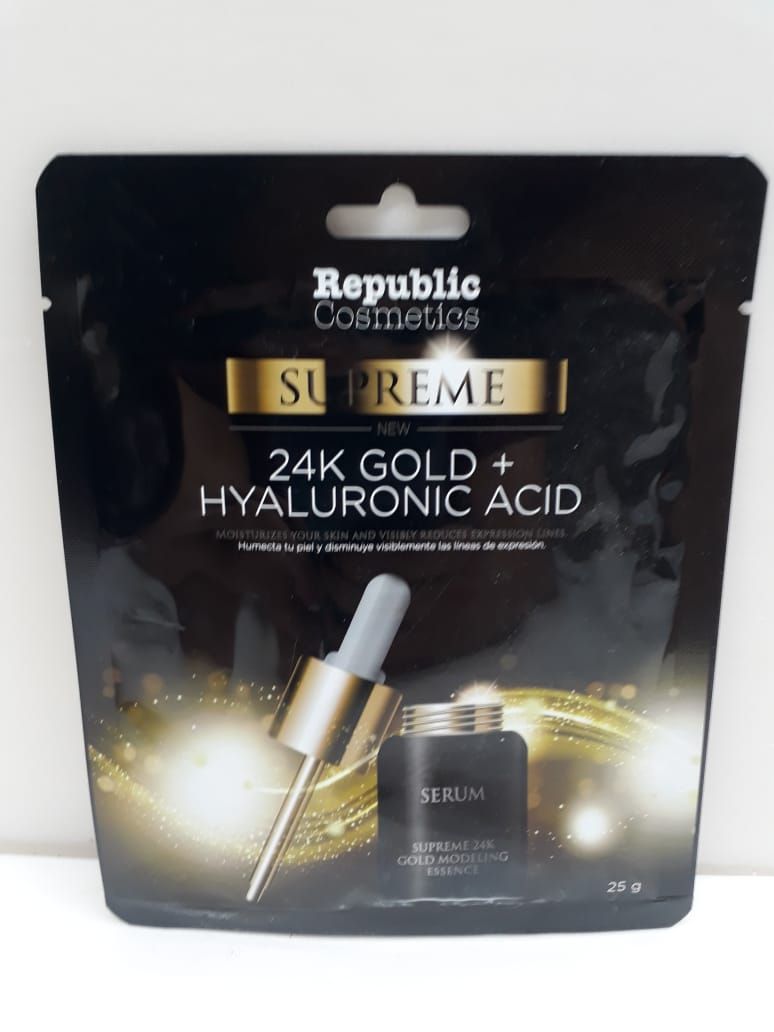 Republic
Cosmetics
SUPREME
NEW
24K GOLD +
HYALURONIC ACID
MOISTURIZES YOUR SKIN AND VISIBLY REDUCES EXPRESSION LINES.
Humecta tu piel y disminuye visiblemente las líneas de expresión.
SERUM
SUPREME 24K
GOLD MODELING
ESSENCE
25 g